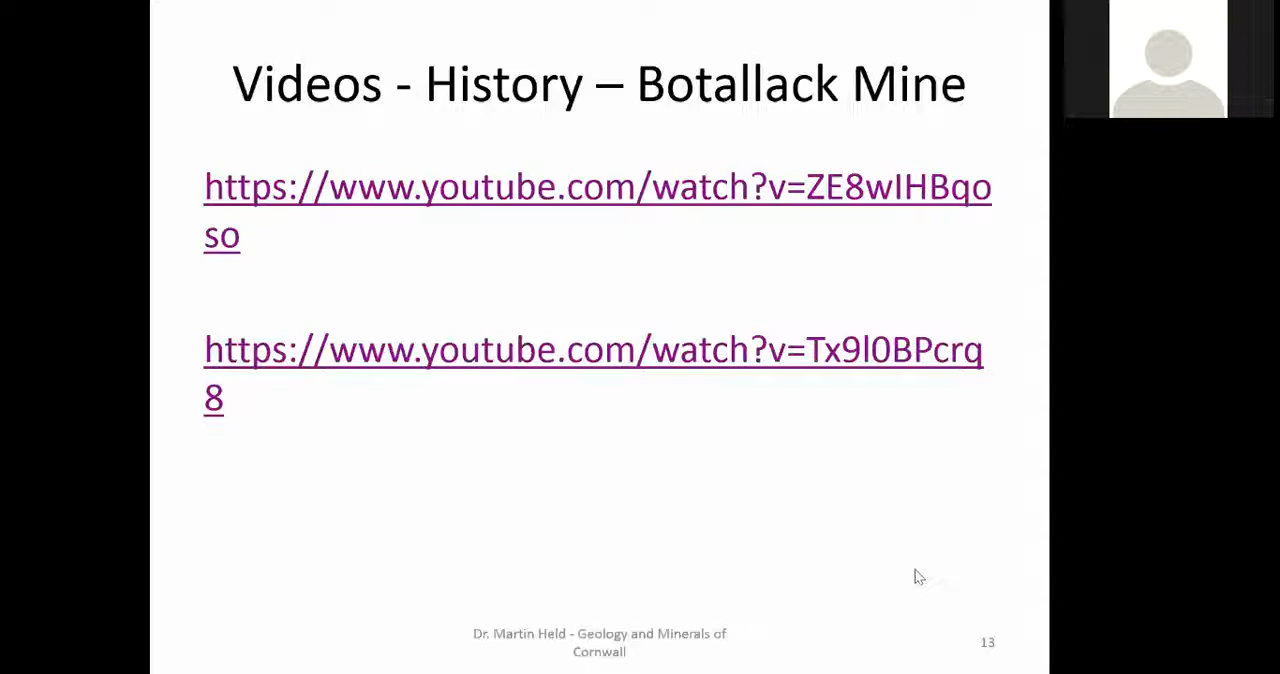 Videos - History – Botallack Mine
https://www.youtube.com/watch?v=ZE8wIHBqo
so
https://www.youtube.com/watch?v=Tx9l0BPcrq
8
Dr. Martin Held - Geology and Minerals of
Cornwall
13